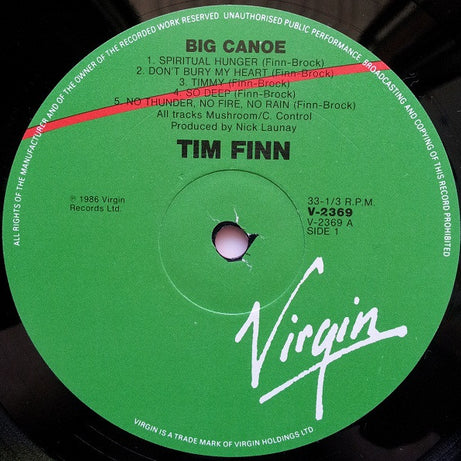 ALL RIGHTS OF THE MANUFACTURER AND OF THE OWNER OF THE RECORDED WORK RESERVED UNAUTHORISED PUBLIC PERFORMANCE, BROADCASTING AND COPYING OF THIS RECORD PROHIBITED
BIG CANOE
1. SPIRITUAL HUNGER (Finn-Brock)
2. DON'T BURY MY HEART (Finn-Brock)
3. TIMMY (Finn-Brock)
4. SO DEEP (Finn-Brock)
5. NO THUNDER, NO FIRE, NO RAIN (Finn-Brock)
All tracks Mushroom/C. Control
Produced by Nick Launay
TIM FINN
℗ 1986 Virgin
Records Ltd.
33-1/3 R.P.M.
V-2369
V-2369 A
SIDE 1
Virgin
VIRGIN IS A TRADE MARK OF VIRGIN HOLDINGS LTD